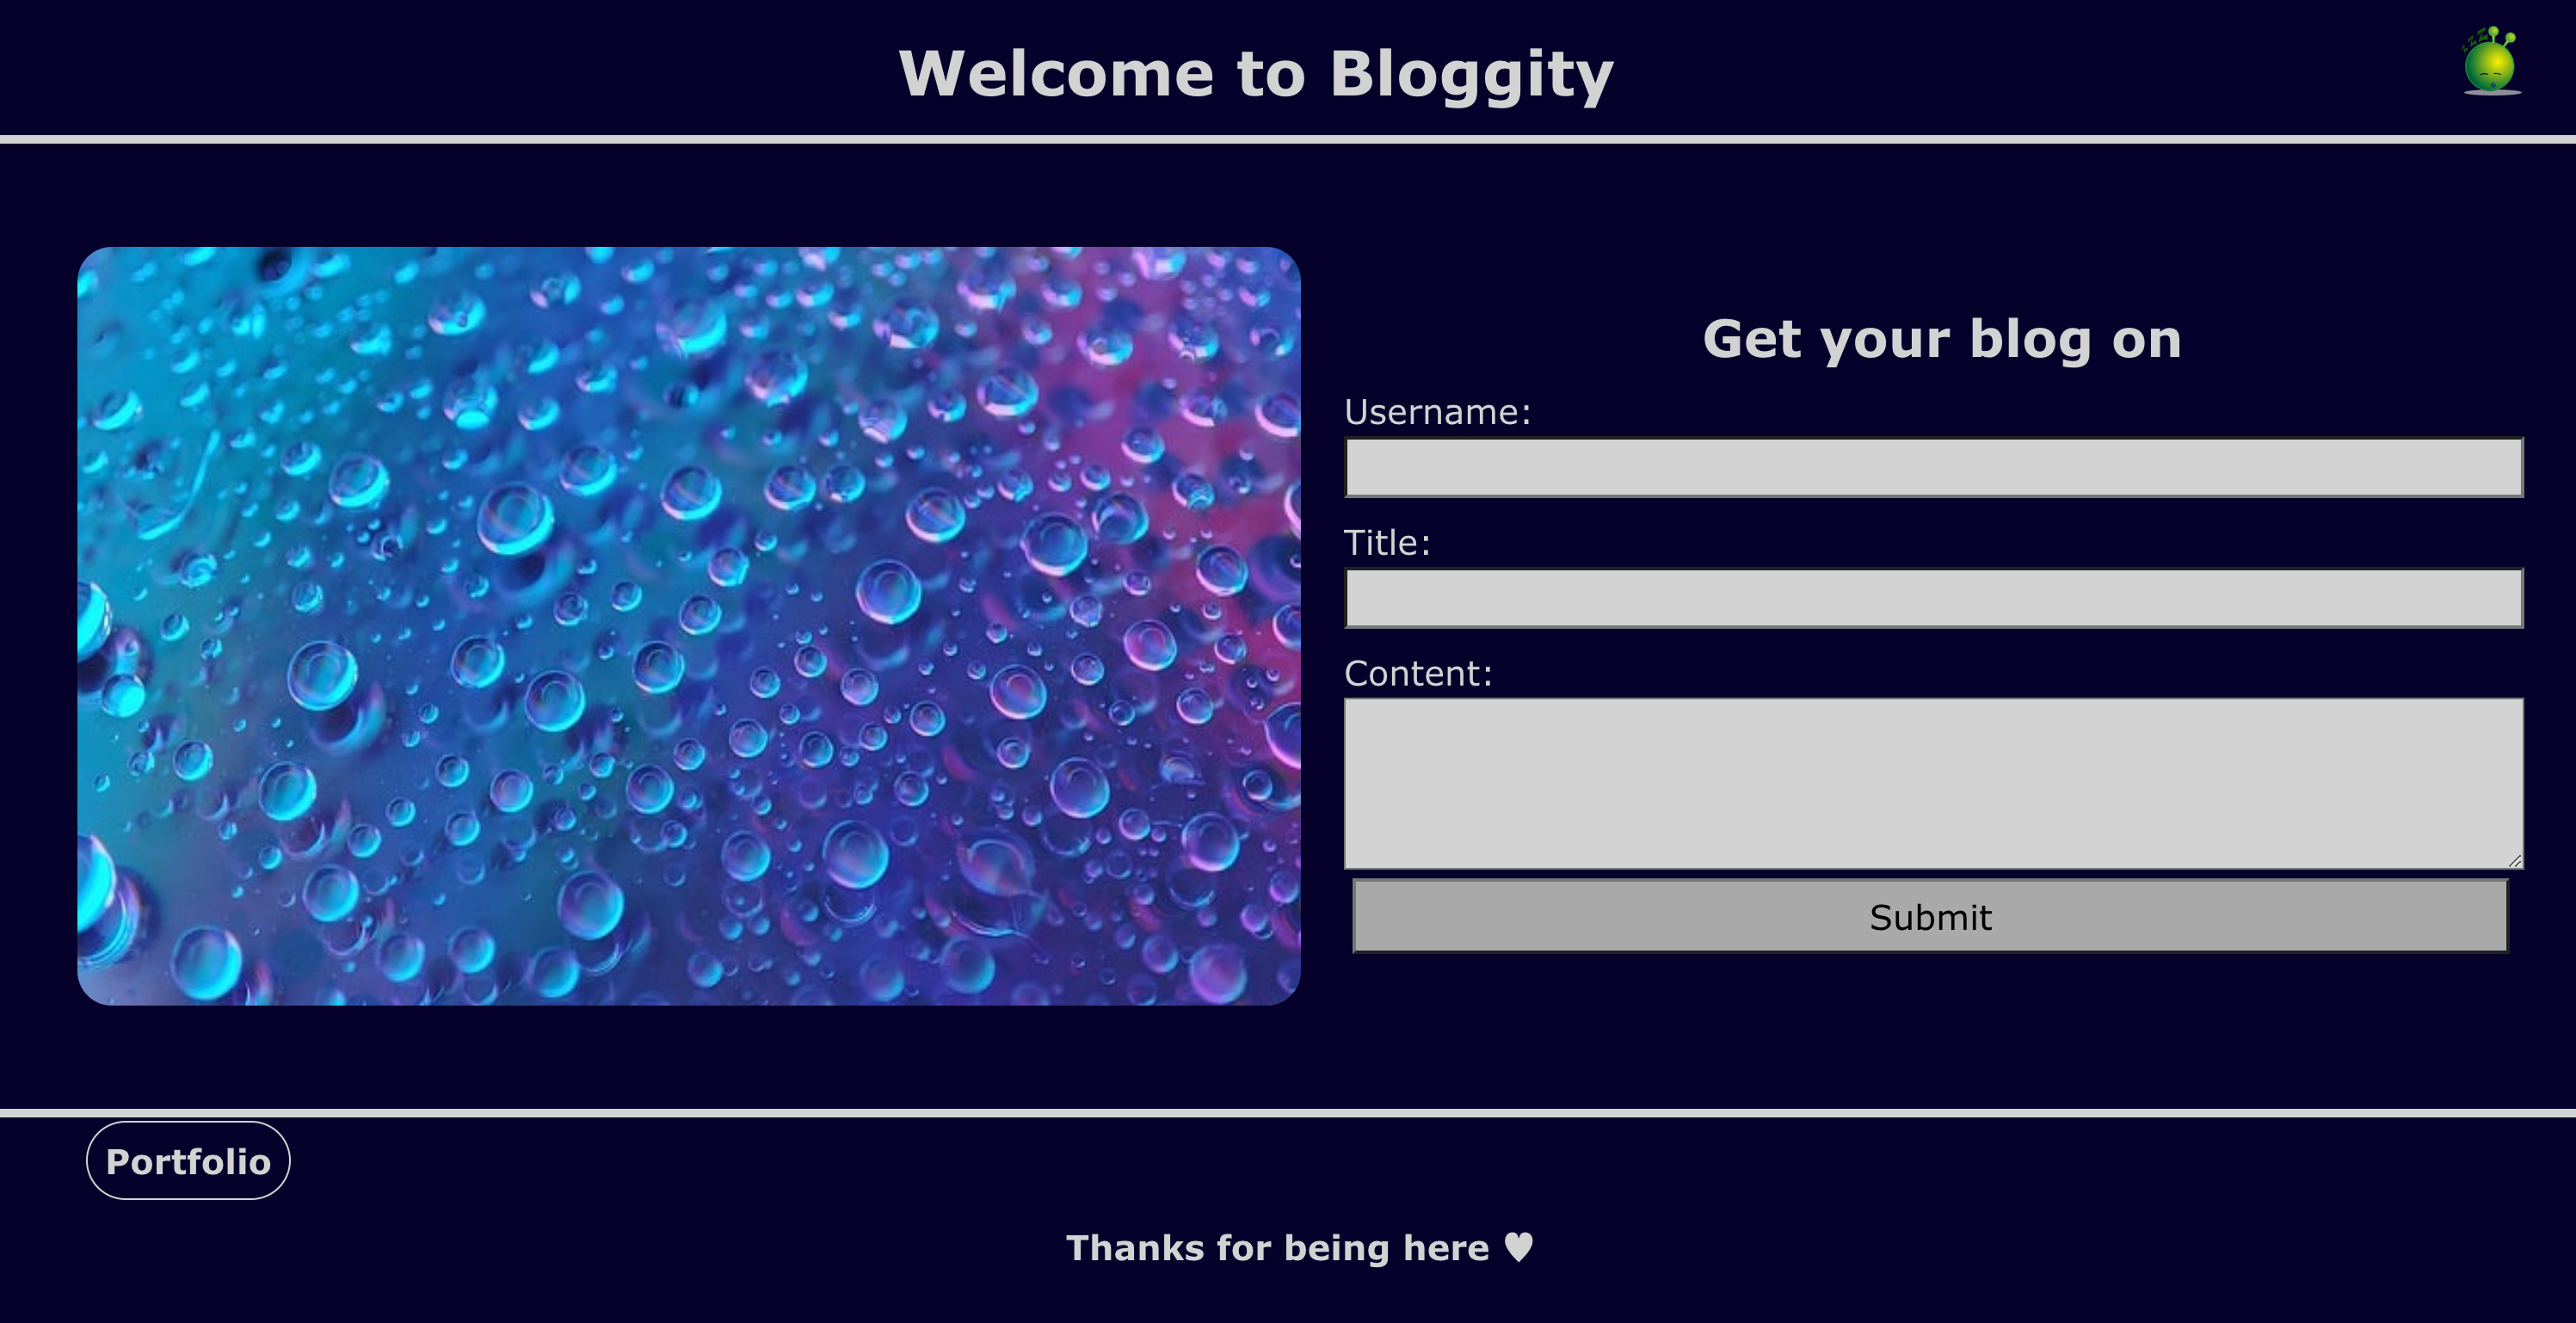 Welcome to Bloggity
Get your blog on
Username:
Title:
Content:
Submit
Portfolio
Thanks for being here ♥